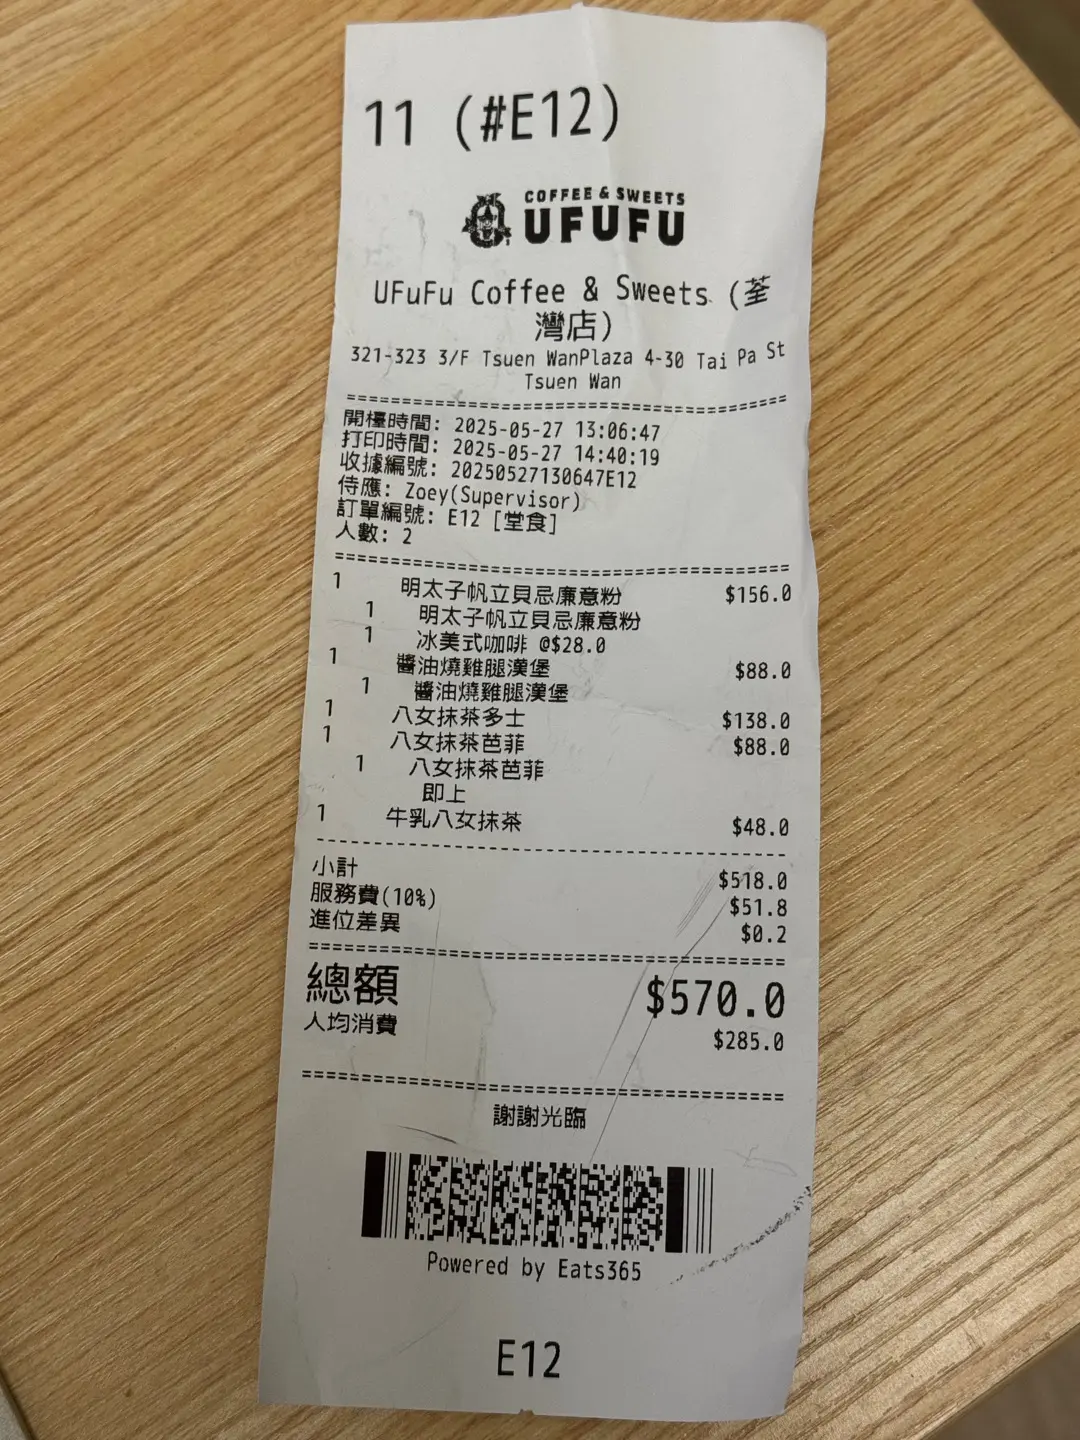 11 (#E12)
COFFEE & SWEETS
UFUFU
UFuFu Coffee & Sweets (荃
灣店)
321-323 3/F Tsuen WanPlaza 4-30 Tai Pa St
Tsuen Wan
開檯時間: 2025-05-27 13:06:47
打印時間: 2025-05-27 14:40:19
收據編號: 20250527130647E12
侍應: Zoey(Supervisor)
訂單編號: E12 [堂食]
人數: 2
1 明太子帆立貝忌廉意粉 $156.0
1 明太子帆立貝忌廉意粉
1 冰美式咖啡 @$28.0
1 醬油燒雞腿漢堡 $88.0
1 醬油燒雞腿漢堡
1 八女抹茶多士 $138.0
1 八女抹茶芭菲 $88.0
1 八女抹茶芭菲
即上
1 牛乳八女抹茶 $48.0
小計 $518.0
服務費(10%) $51.8
進位差異 $0.2
總額 $570.0
人均消費 $285.0
謝謝光臨
Powered by Eats365
E12